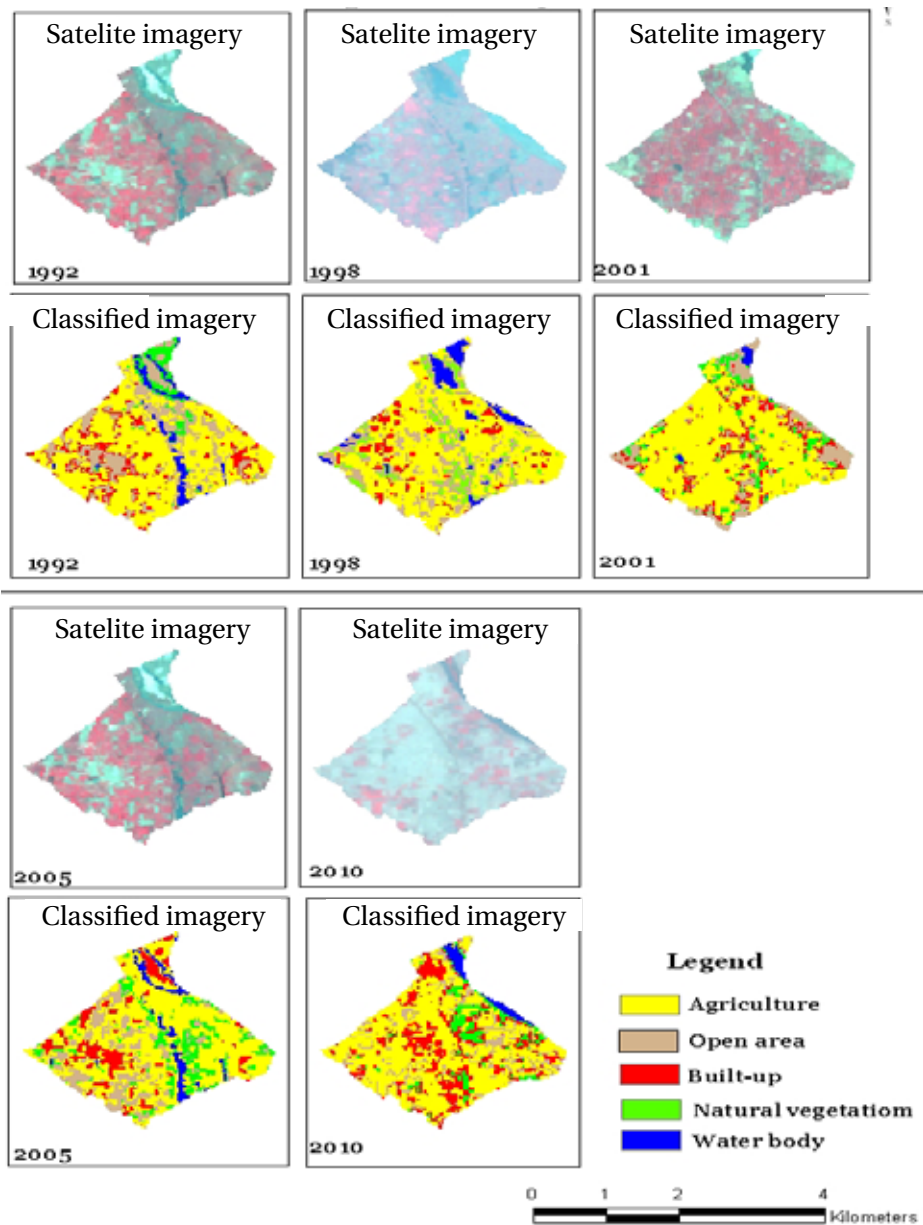 Satelite imagery
Satelite imagery
Satelite imagery
1992
1998
2001
Classified imagery
Classified imagery
Classified imagery
1992
1998
2001
Satelite imagery
Satelite imagery
2005
2010
Classified imagery
Classified imagery
2005
2010
Legend
Agriculture
Open area
Built-up
Natural vegetatiom
Water body
0 1 2 4
Kilometers